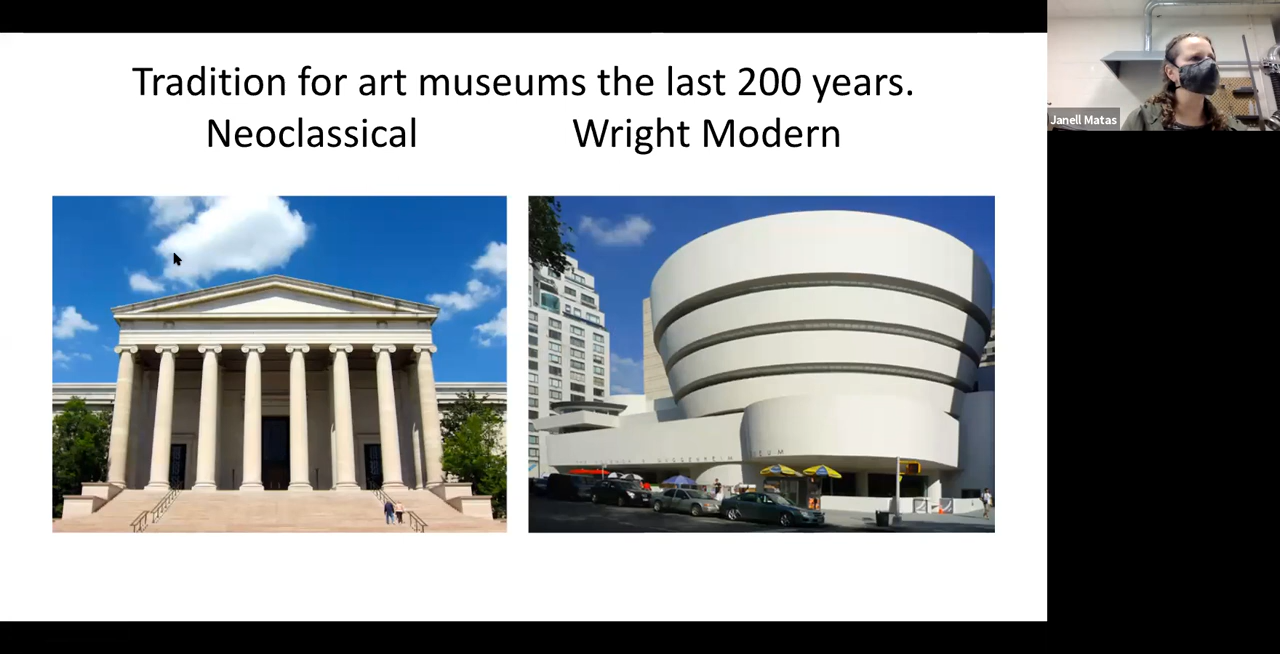 Tradition for art museums the last 200 years.
Neoclassical Wright Modern
Janell Matas